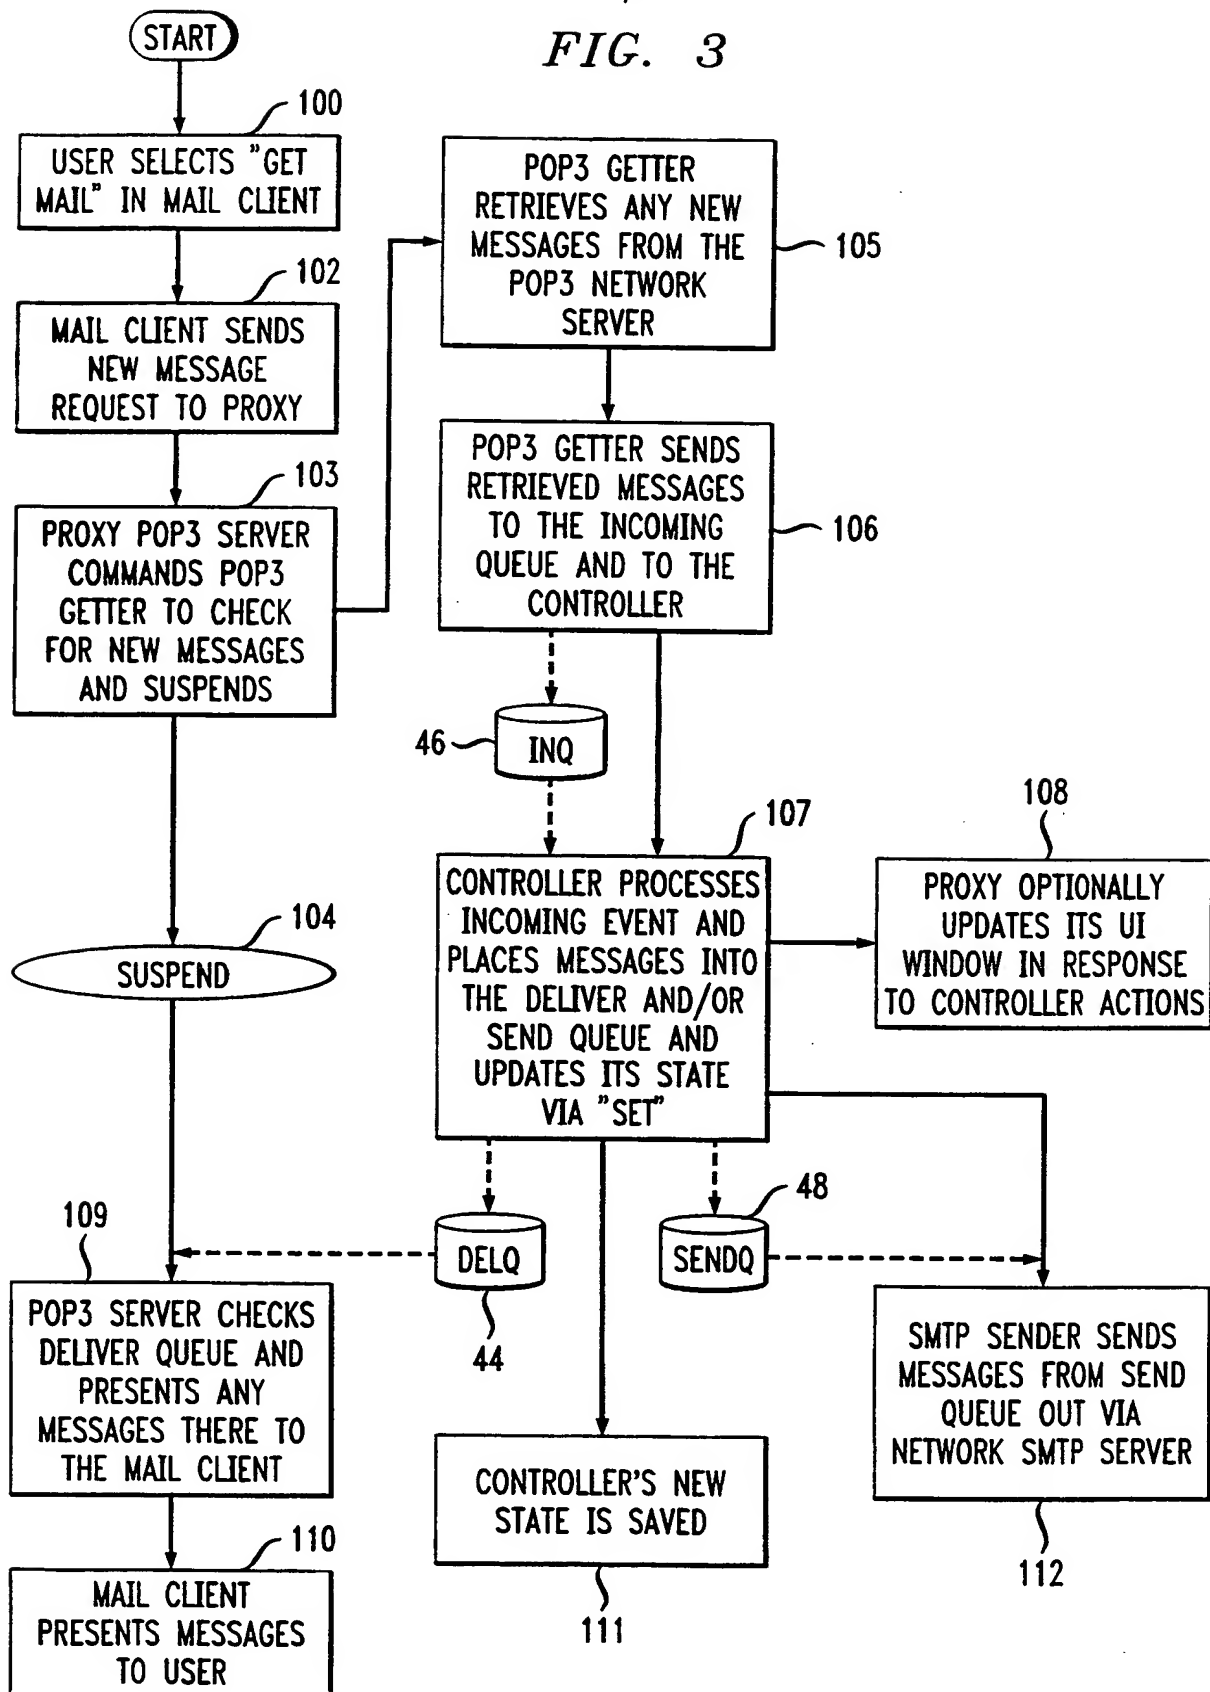 START
FIG. 3
100
USER SELECTS "GET
MAIL" IN MAIL CLIENT
102
MAIL CLIENT SENDS
NEW MESSAGE
REQUEST TO PROXY
103
PROXY POP3 SERVER
COMMANDS POP3
GETTER TO CHECK
FOR NEW MESSAGES
AND SUSPENDS
104
SUSPEND
POP3 GETTER
RETRIEVES ANY NEW
MESSAGES FROM THE
POP3 NETWORK
SERVER
105
POP3 GETTER SENDS
RETRIEVED MESSAGES
TO THE INCOMING
QUEUE AND TO THE
CONTROLLER
106
46
INQ
107
CONTROLLER PROCESSES
INCOMING EVENT AND
PLACES MESSAGES INTO
THE DELIVER AND/OR
SEND QUEUE AND
UPDATES ITS STATE
VIA "SET"
108
PROXY OPTIONALLY
UPDATES ITS UI
WINDOW IN RESPONSE
TO CONTROLLER ACTIONS
DELQ
44
48
SENDQ
109
POP3 SERVER CHECKS
DELIVER QUEUE AND
PRESENTS ANY
MESSAGES THERE TO
THE MAIL CLIENT
110
MAIL CLIENT
PRESENTS MESSAGES
TO USER
CONTROLLER'S NEW
STATE IS SAVED
111
SMTP SENDER SENDS
MESSAGES FROM SEND
QUEUE OUT VIA
NETWORK SMTP SERVER
112